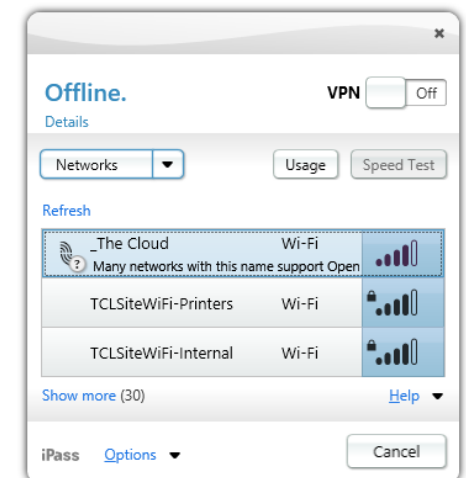 Offline.
VPN Off
Details
Networks Usage Speed Test
Refresh
_The Cloud Wi-Fi
? Many networks with this name support Open
TCLSiteWiFi-Printers Wi-Fi
TCLSiteWiFi-Internal Wi-Fi
Show more (30) Help
iPass Options Cancel